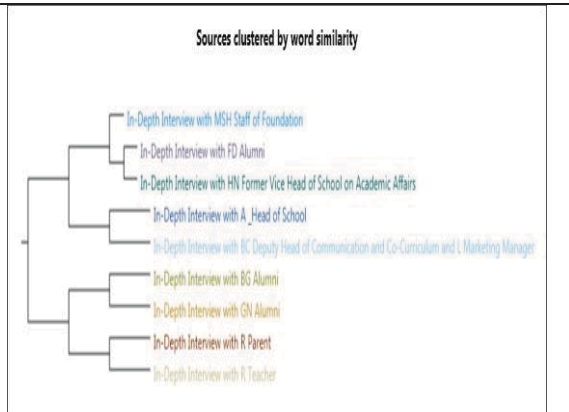 Sources clustered by word similarity
In-Depth Interview with MSH Staff of Foundation
In-Depth Interview with FD Alumni
In-Depth Interview with HN Former Vice Head of School on Academic Affairs
In-Depth Interview with A _Head of School
In-Depth Interview with BC Deputy Head of Communication and Co-Curriculum and L Marketing Manager
In-Depth Interview with BG Alumni
In-Depth Interview with GN Alumni
In-Depth Interview with R Parent
In-Depth Interview with R Teacher